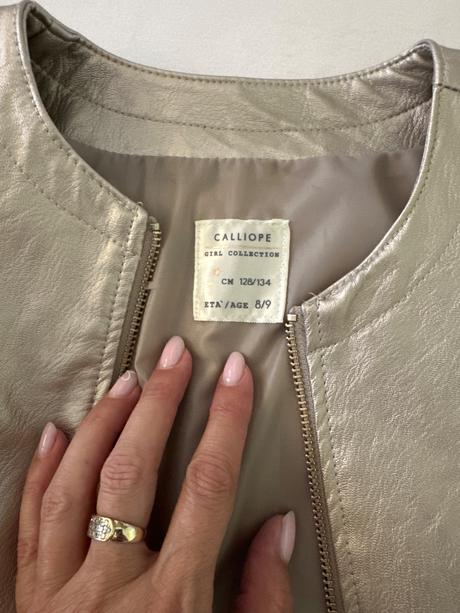 CALLIOPE
GIRL COLLECTION
CM 128/134
ETA'/AGE 8/9